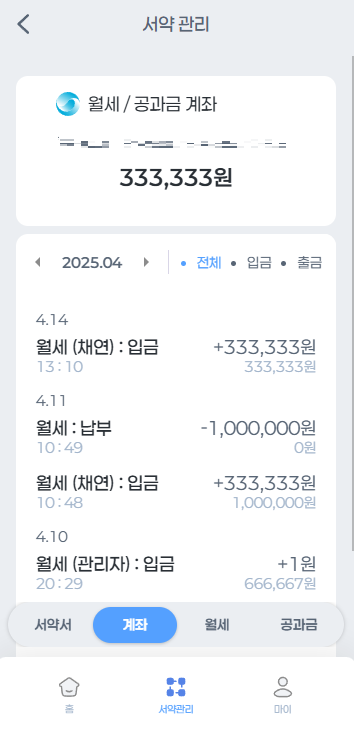 서약 관리
월세 / 공과금 계좌
333,333원
2025.04 전체 입금 출금
4.14
월세 (채연) : 입금 +333,333원
13 : 10 333,333원
4.11
월세 : 납부 -1,000,000원
10 : 49 0원
월세 (채연) : 입금 +333,333원
10 : 48 1,000,000원
4.10
월세 (관리자) : 입금 +1원
20 : 29 666,667원
서약서 계좌 월세 공과금
홈 서약관리 마이